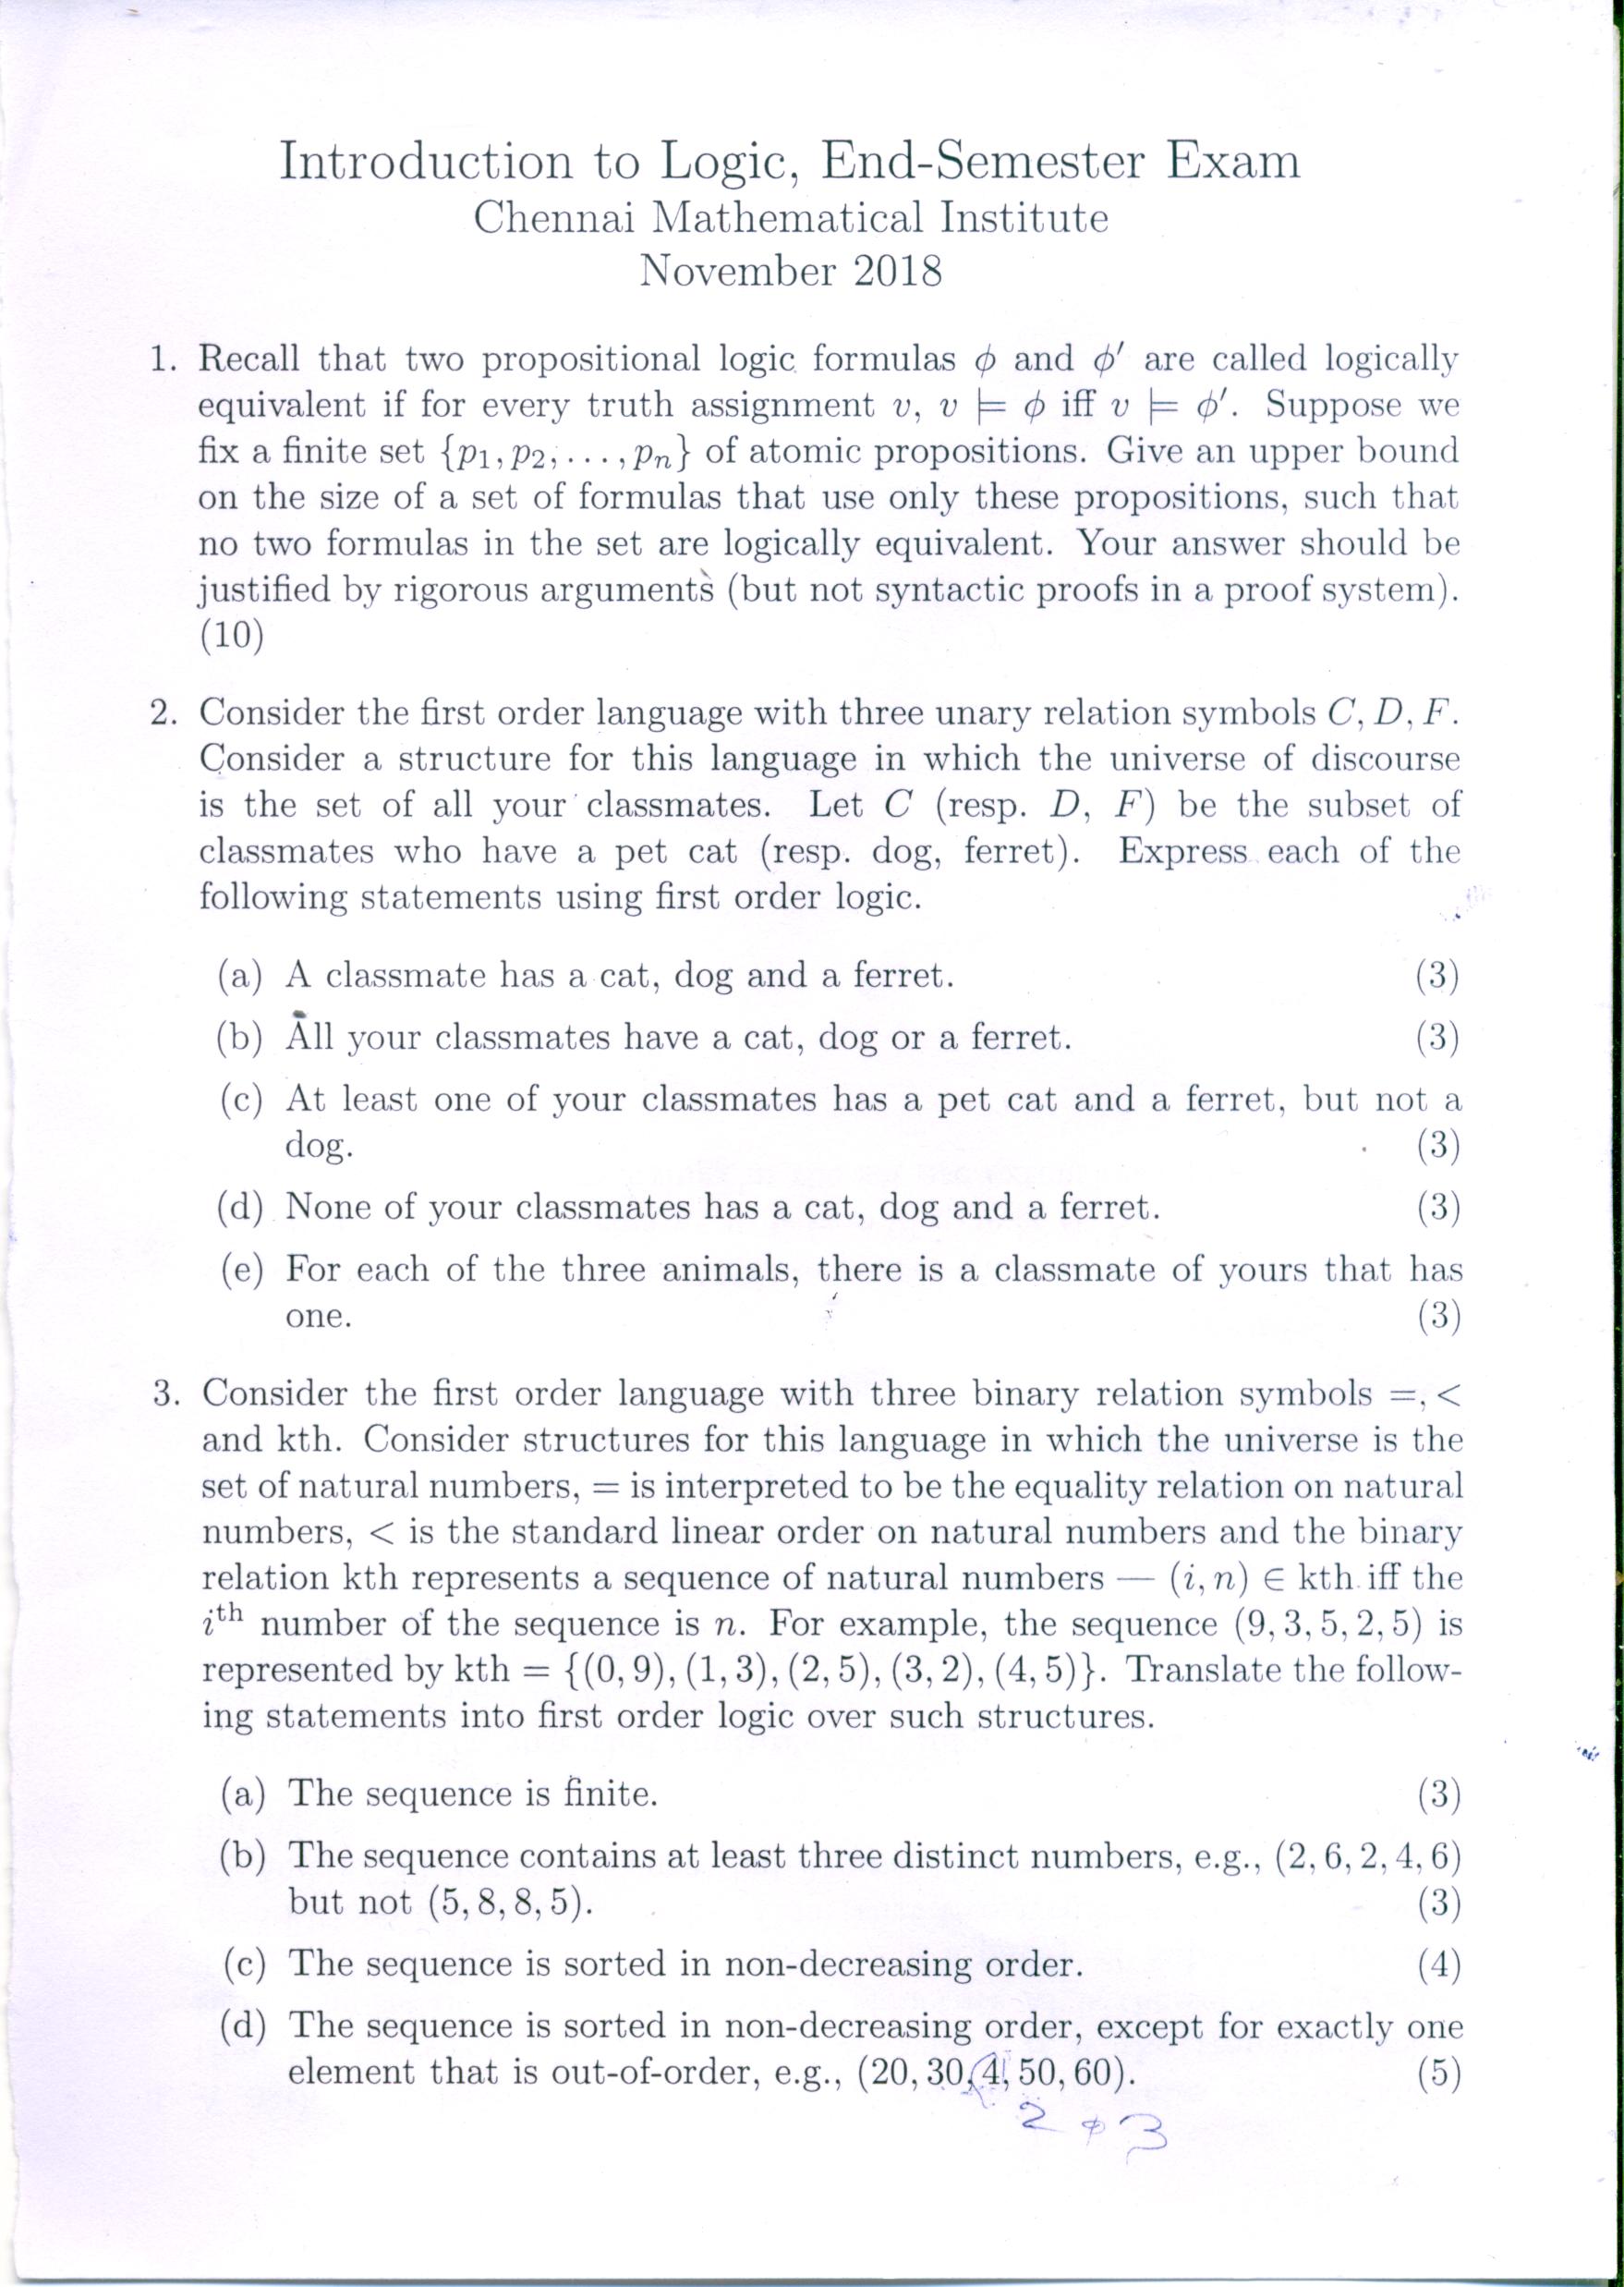 Introduction to Logic, End-Semester Exam
Chennai Mathematical Institute
November 2018
1. Recall that two propositional logic formulas ϕ and ϕ′ are called logically
equivalent if for every truth assignment v, v ⊨ ϕ iff v ⊨ ϕ′. Suppose we
fix a finite set {p₁, p₂, . . . , pₙ} of atomic propositions. Give an upper bound
on the size of a set of formulas that use only these propositions, such that
no two formulas in the set are logically equivalent. Your answer should be
justified by rigorous arguments (but not syntactic proofs in a proof system).
(10)
2. Consider the first order language with three unary relation symbols C, D, F.
Consider a structure for this language in which the universe of discourse
is the set of all your classmates. Let C (resp. D, F) be the subset of
classmates who have a pet cat (resp. dog, ferret). Express each of the
following statements using first order logic.
(a) A classmate has a cat, dog and a ferret. (3)
(b) All your classmates have a cat, dog or a ferret. (3)
(c) At least one of your classmates has a pet cat and a ferret, but not a
dog. (3)
(d) None of your classmates has a cat, dog and a ferret. (3)
(e) For each of the three animals, there is a classmate of yours that has
one. (3)
3. Consider the first order language with three binary relation symbols =, <
and kth. Consider structures for this language in which the universe is the
set of natural numbers, = is interpreted to be the equality relation on natural
numbers, < is the standard linear order on natural numbers and the binary
relation kth represents a sequence of natural numbers — (i, n) ∈ kth iff the
iᵗʰ number of the sequence is n. For example, the sequence (9, 3, 5, 2, 5) is
represented by kth = {(0, 9), (1, 3), (2, 5), (3, 2), (4, 5)}. Translate the follow-
ing statements into first order logic over such structures.
(a) The sequence is finite. (3)
(b) The sequence contains at least three distinct numbers, e.g., (2, 6, 2, 4, 6)
but not (5, 8, 8, 5). (3)
(c) The sequence is sorted in non-decreasing order. (4)
(d) The sequence is sorted in non-decreasing order, except for exactly one
element that is out-of-order, e.g., (20, 30, 4, 50, 60). (5)